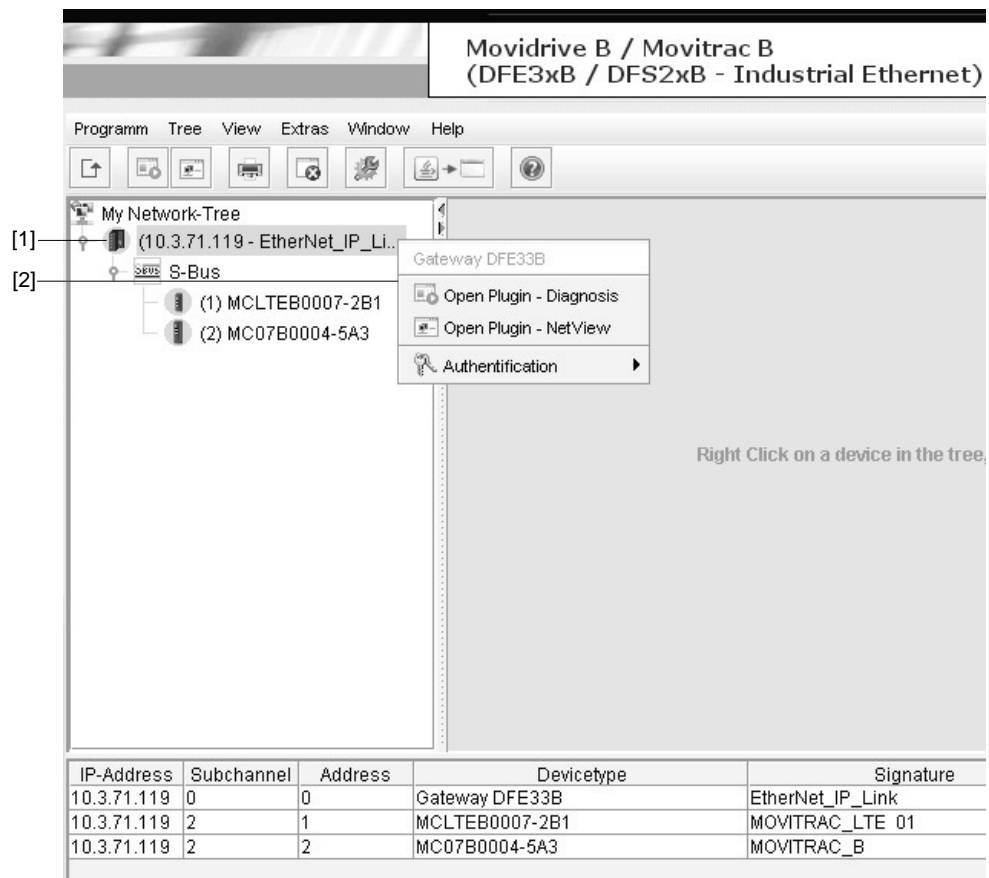 Movidrive B / Movitrac B
(DFE3xB / DFS2xB - Industrial Ethernet)
Programm Tree View Extras Window Help
My Network-Tree
[1] (10.3.71.119 - EtherNet_IP_Li...
Gateway DFE33B
[2] SBUS S-Bus
Open Plugin - Diagnosis
(1) MCLTEB0007-2B1
Open Plugin - NetView
(2) MC07B0004-5A3
Authentification
Right Click on a device in the tree,
IP-Address Subchannel Address Devicetype Signature
10.3.71.119 0 0 Gateway DFE33B EtherNet_IP_Link
10.3.71.119 2 1 MCLTEB0007-2B1 MOVITRAC_LTE 01
10.3.71.119 2 2 MC07B0004-5A3 MOVITRAC_B